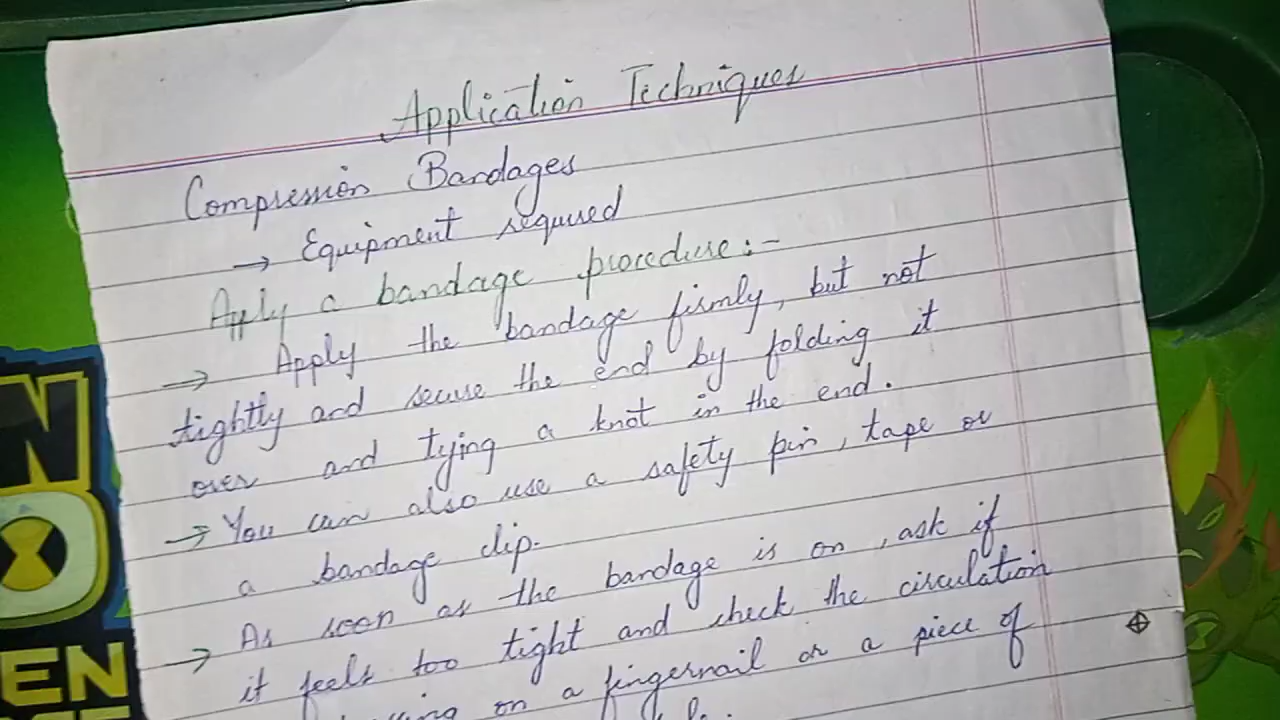 Application Techniques
Compression Bandages
→ Equipment required
Apply a bandage procedure:-
→ Apply the bandage firmly, but not
tightly and secure the end by folding it
over and tying a knot in the end.
→ You can also use a safety pin, tape or
a bandage clip.
→ As soon as the bandage is on, ask if
it feels too tight and check the circulation
on a fingernail or a piece of
N
EN